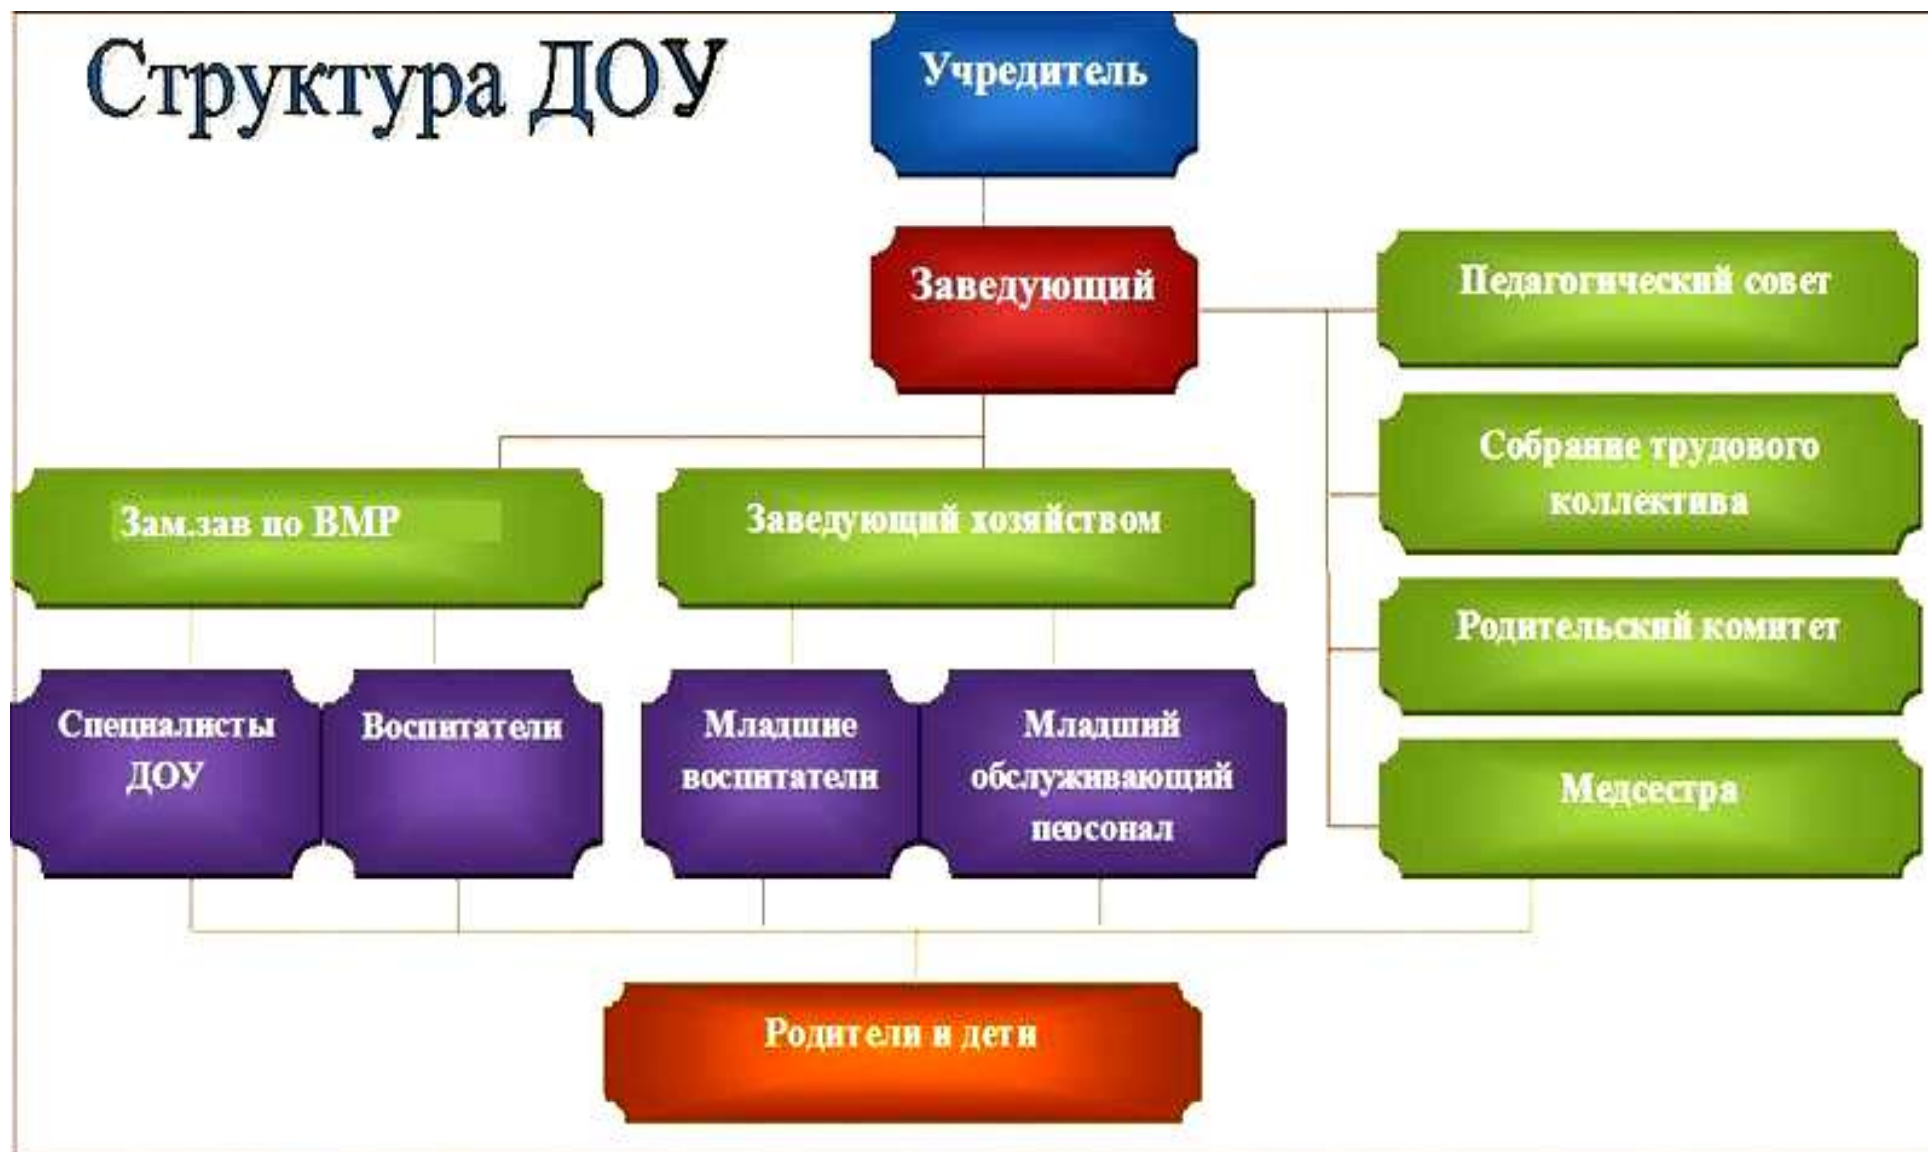 Структура ДОУ
Учредитель
Заведующий
Педагогический совет
Собрание трудового
коллектива
Родительский комитет
Медсестра
Зам.зав по ВМР
Заведующий хозяйством
Специалисты
ДОУ
Воспитатели
Младшие
воспитатели
Младший
обслуживающий
персонал
Родители и дети